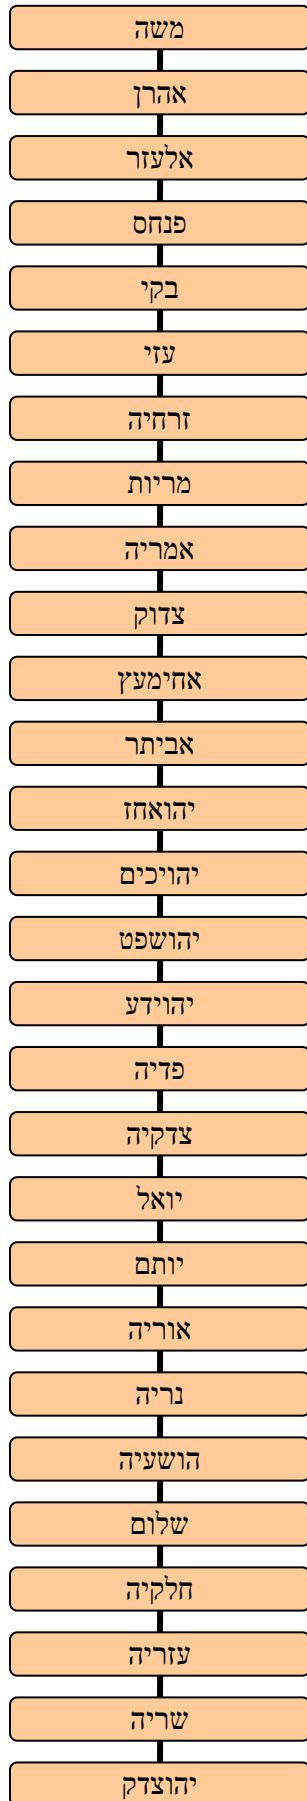 משה
אהרן
אלעזר
פנחס
בקי
עזי
זרחיה
מריות
אמריה
צדוק
אחימעץ
אביתר
יהואחז
יהויכים
יהושפט
יהוידע
פדיה
צדקיה
יואל
יותם
אוריה
נריה
הושעיה
שלום
חלקיה
עזריה
שריה
יהוצדק